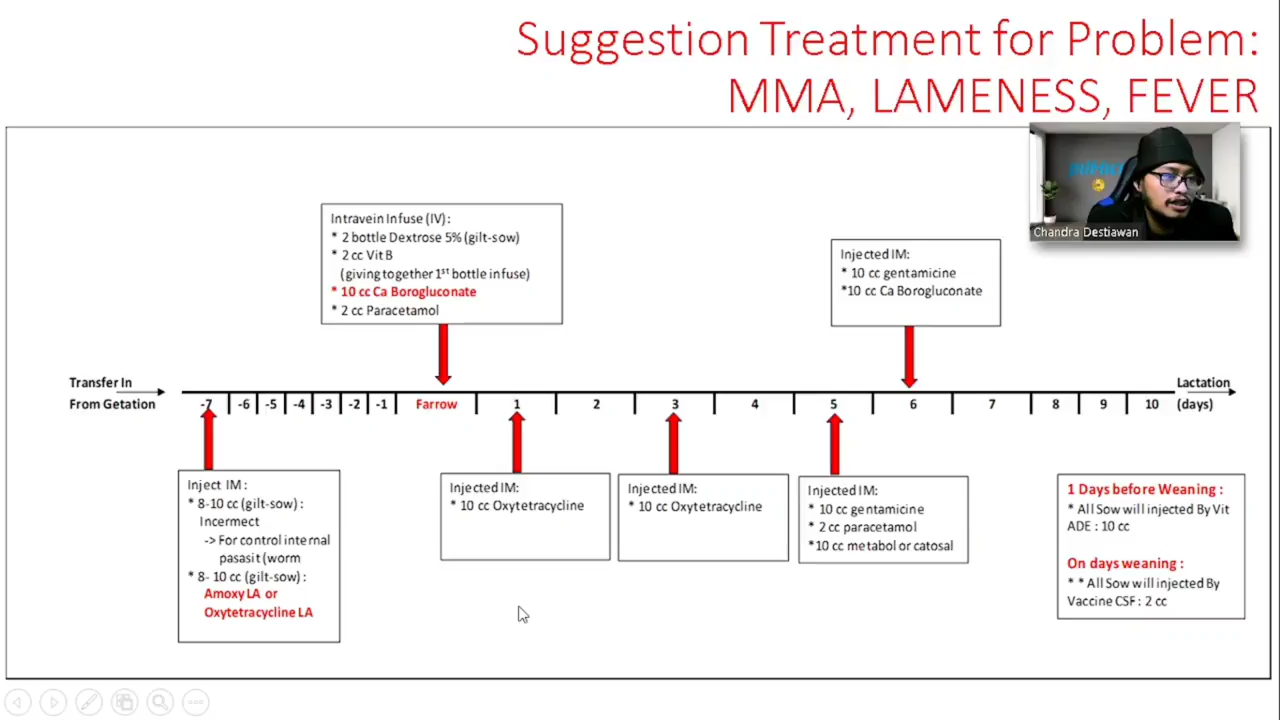 Suggestion Treatment for Problem:
MMA, LAMENESS, FEVER
Chandra Destiawan
Intravein Infuse (IV) :
* 2 bottle Dextrose 5% (gilt-sow)
* 2 cc Vit B
(giving together 1st bottle infuse)
* 10 cc Ca Borogluconate
* 2 cc Paracetamol
Injected IM:
* 10 cc gentamicine
*10 cc Ca Borogluconate
Transfer In
From Getation
-7 -6 -5 -4 -3 -2 -1 Farrow 1 2 3 4 5 6 7 8 9 10
Lactation
(days)
Inject IM :
* 8-10 cc (gilt-sow) :
Incermect
-> For control internal
pasasit (worm
* 8- 10 cc (gilt-sow) :
Amoxy LA or
Oxytetracycline LA
Injected IM:
* 10 cc Oxytetracycline
Injected IM:
* 10 cc Oxytetracycline
Injected IM:
* 10 cc gentamicine
* 2 cc paracetamol
*10 cc metabol or catosal
1 Days before Weaning :
* All Sow will injected By Vit
ADE : 10 cc
On days weaning :
* * All Sow will injected By
Vaccine CSF : 2 cc